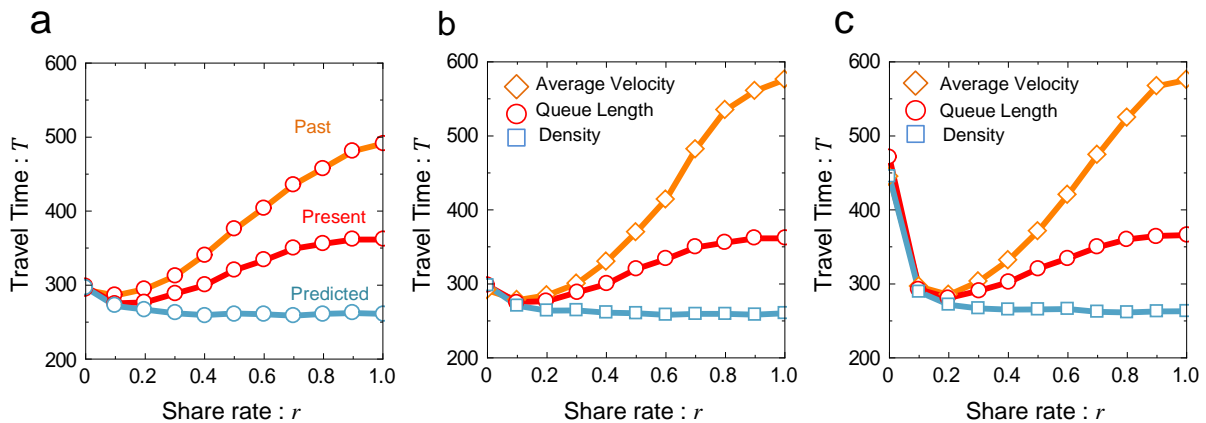 a
600
500
400
300
200
0
0.2
0.4
0.6
0.8
1.0
Travel Time : T
Share rate : r
Past
Present
Predicted
b
600
500
400
300
200
0
0.2
0.4
0.6
0.8
1.0
Travel Time : T
Share rate : r
Average Velocity
Queue Length
Density
c
600
500
400
300
200
0
0.2
0.4
0.6
0.8
1.0
Travel Time : T
Share rate : r
Average Velocity
Queue Length
Density